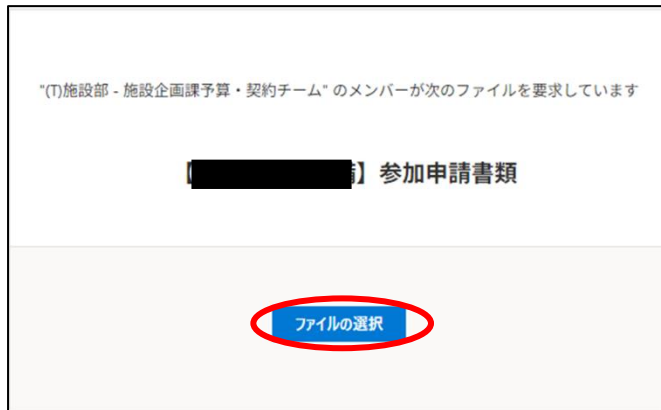 "(T)施設部 - 施設企画課予算・契約チーム" のメンバーが次のファイルを要求しています
【 】参加申請書類
ファイルの選択